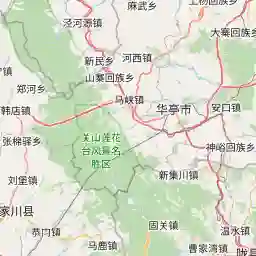 麻武乡
上杨回族乡
泾河源镇
大寨回族乡
新民乡
河西镇
山寨回族乡
郑河乡
马峡镇
华亭市
安口镇
韩店镇
关山莲花
台风景名
胜区
张棉驿乡
神峪回族乡
刘堡镇
新集川镇
家川县
恭门镇
固关镇
马鹿镇
温水镇
曹家湾镇
陇县